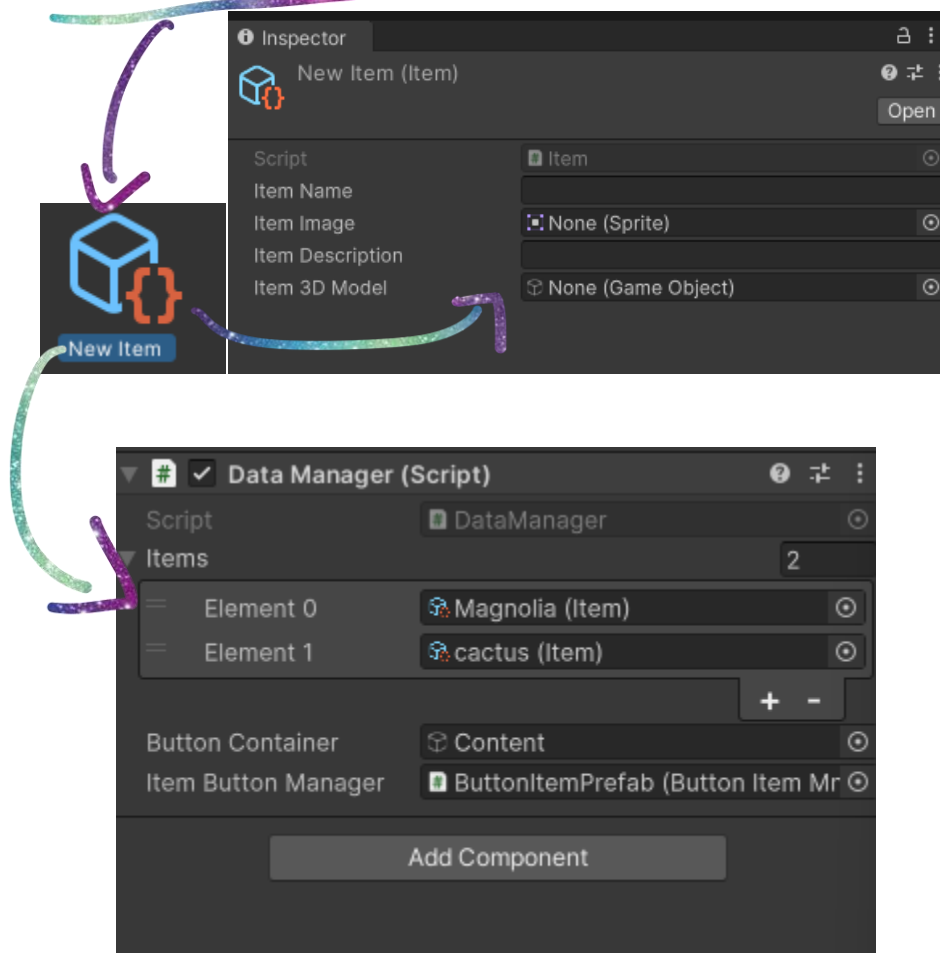 Inspector
New Item (Item)
Open
Script Item
Item Name
Item Image None (Sprite)
Item Description
Item 3D Model None (Game Object)
New Item
# Data Manager (Script)
Script # DataManager
Items 2
Element 0 Magnolia (Item)
Element 1 cactus (Item)
+ -
Button Container Content
Item Button Manager # ButtonItemPrefab (Button Item Mr
Add Component